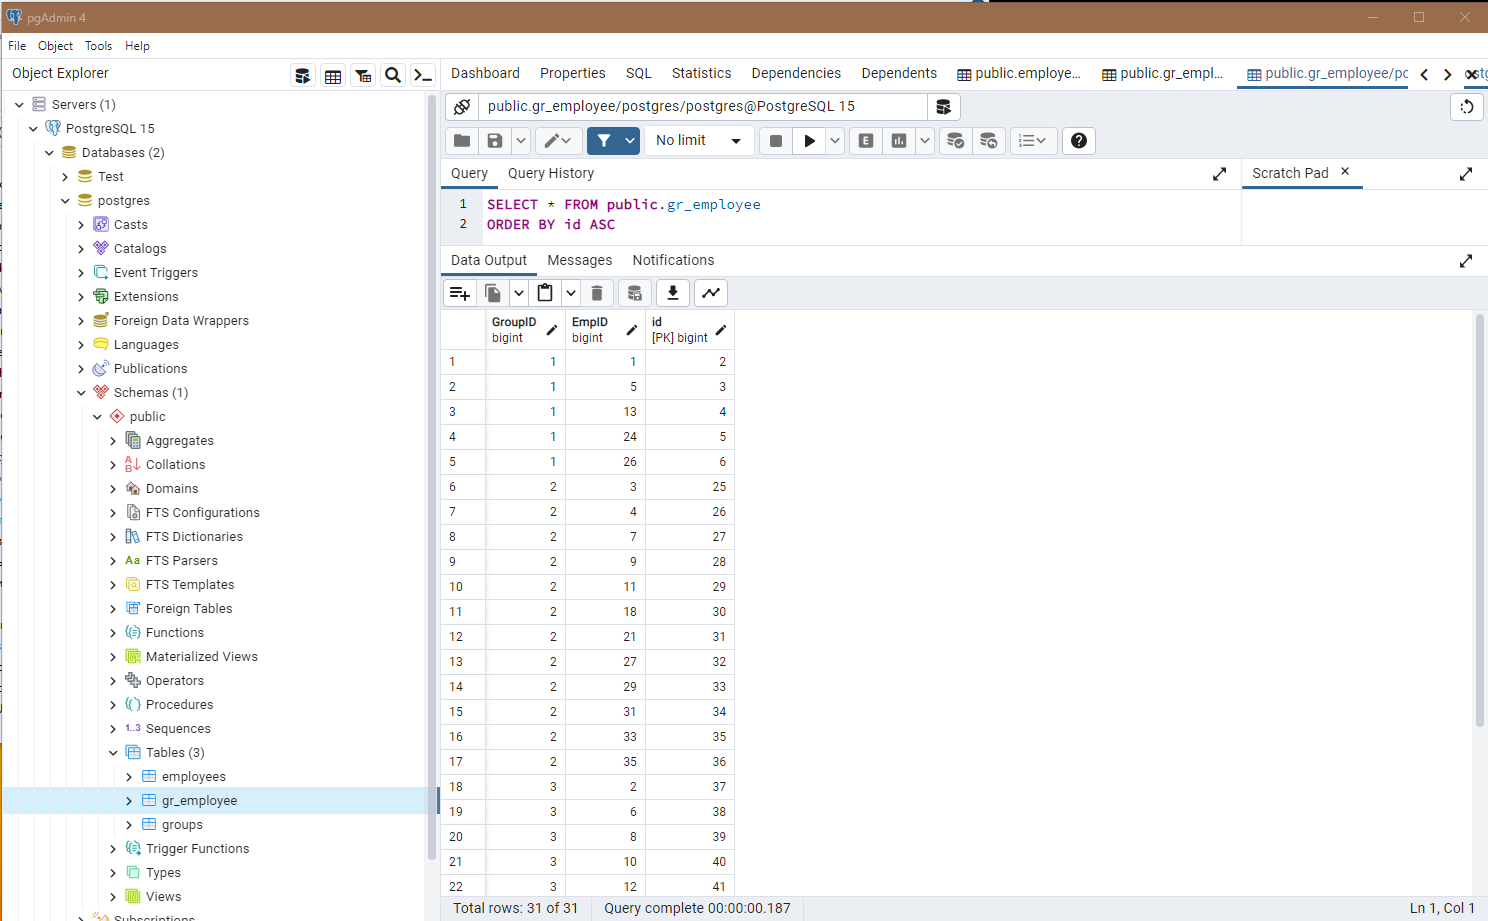 pgAdmin 4
File Object Tools Help
Object Explorer
Servers (1)
PostgreSQL 15
Databases (2)
Test
postgres
Casts
Catalogs
Event Triggers
Extensions
Foreign Data Wrappers
Languages
Publications
Schemas (1)
public
Aggregates
Collations
Domains
FTS Configurations
FTS Dictionaries
Aa FTS Parsers
FTS Templates
Foreign Tables
Functions
Materialized Views
Operators
Procedures
1..3 Sequences
Tables (3)
employees
gr_employee
groups
Trigger Functions
Types
Views
Subscriptions
Dashboard Properties SQL Statistics Dependencies Dependents public.employe... public.gr_empl... public.gr_employee/pc
public.gr_employee/postgres/postgres@PostgreSQL 15
No limit E
Query Query History
1 SELECT * FROM public.gr_employee
2 ORDER BY id ASC
Scratch Pad
Data Output Messages Notifications
GroupID bigint EmpID bigint id [PK] bigint
1 1 1 2
2 1 5 3
3 1 13 4
4 1 24 5
5 1 26 6
6 2 3 25
7 2 4 26
8 2 7 27
9 2 9 28
10 2 11 29
11 2 18 30
12 2 21 31
13 2 27 32
14 2 29 33
15 2 31 34
16 2 33 35
17 2 35 36
18 3 2 37
19 3 6 38
20 3 8 39
21 3 10 40
22 3 12 41
Total rows: 31 of 31 Query complete 00:00:00.187 Ln 1, Col 1